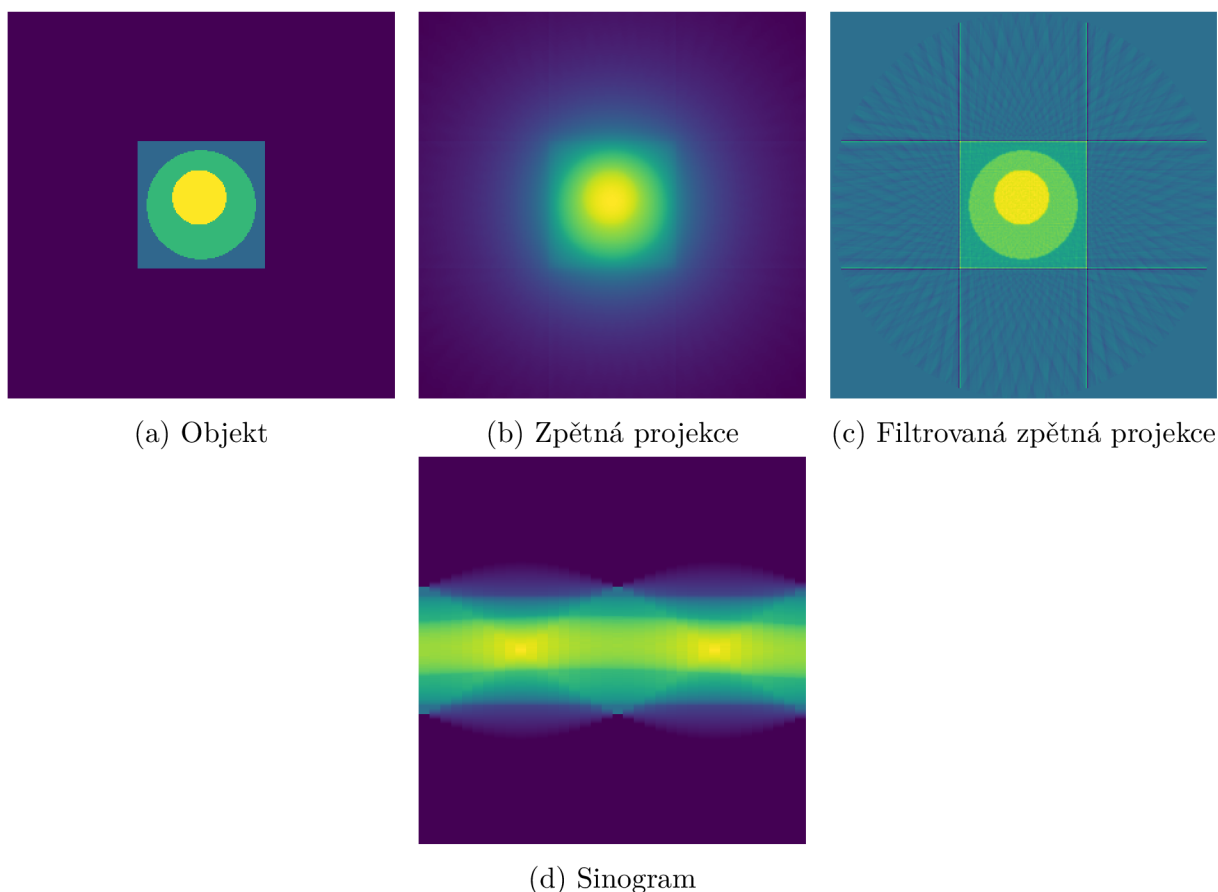 (a) Objekt
(b) Zpětná projekce
(c) Filtrovaná zpětná projekce
(d) Sinogram